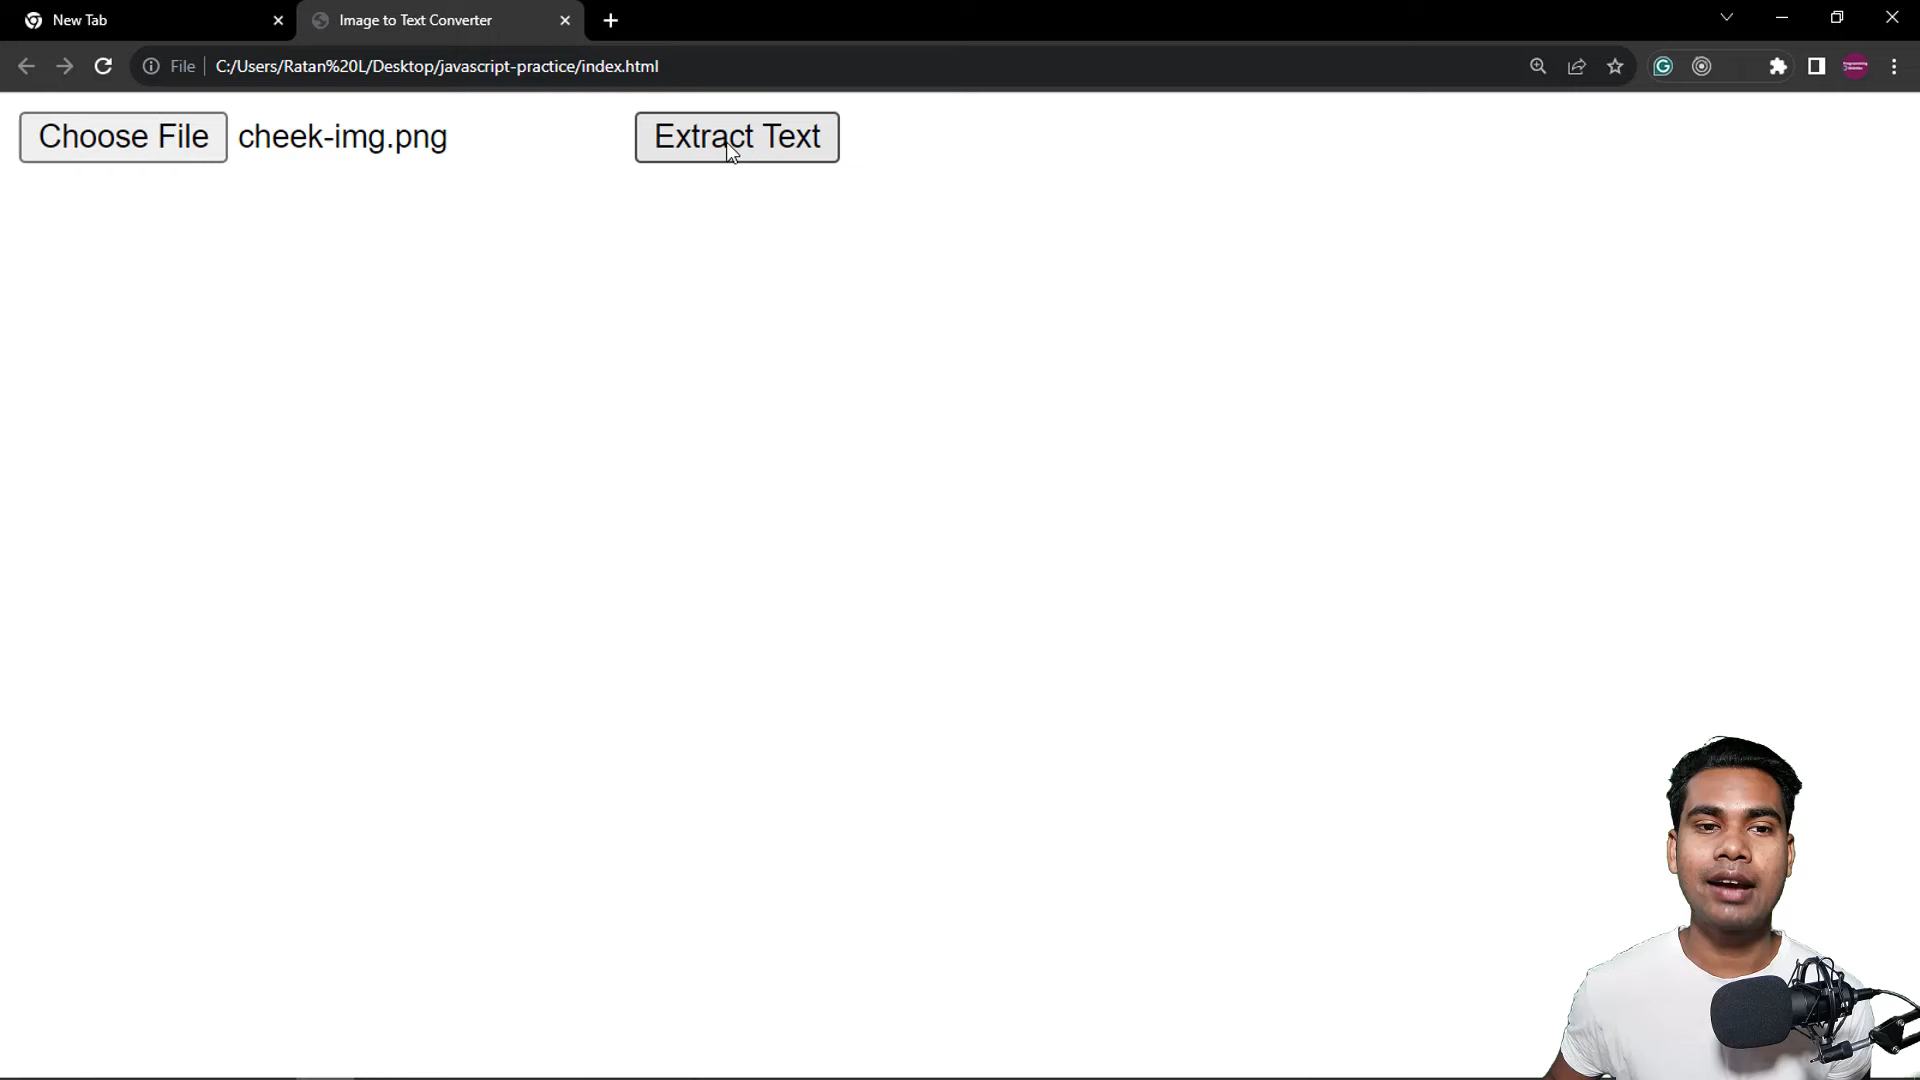 New Tab
Image to Text Converter
File
C:/Users/Ratan%20L/Desktop/javascript-practice/index.html
Choose File cheek-img.png
Extract Text